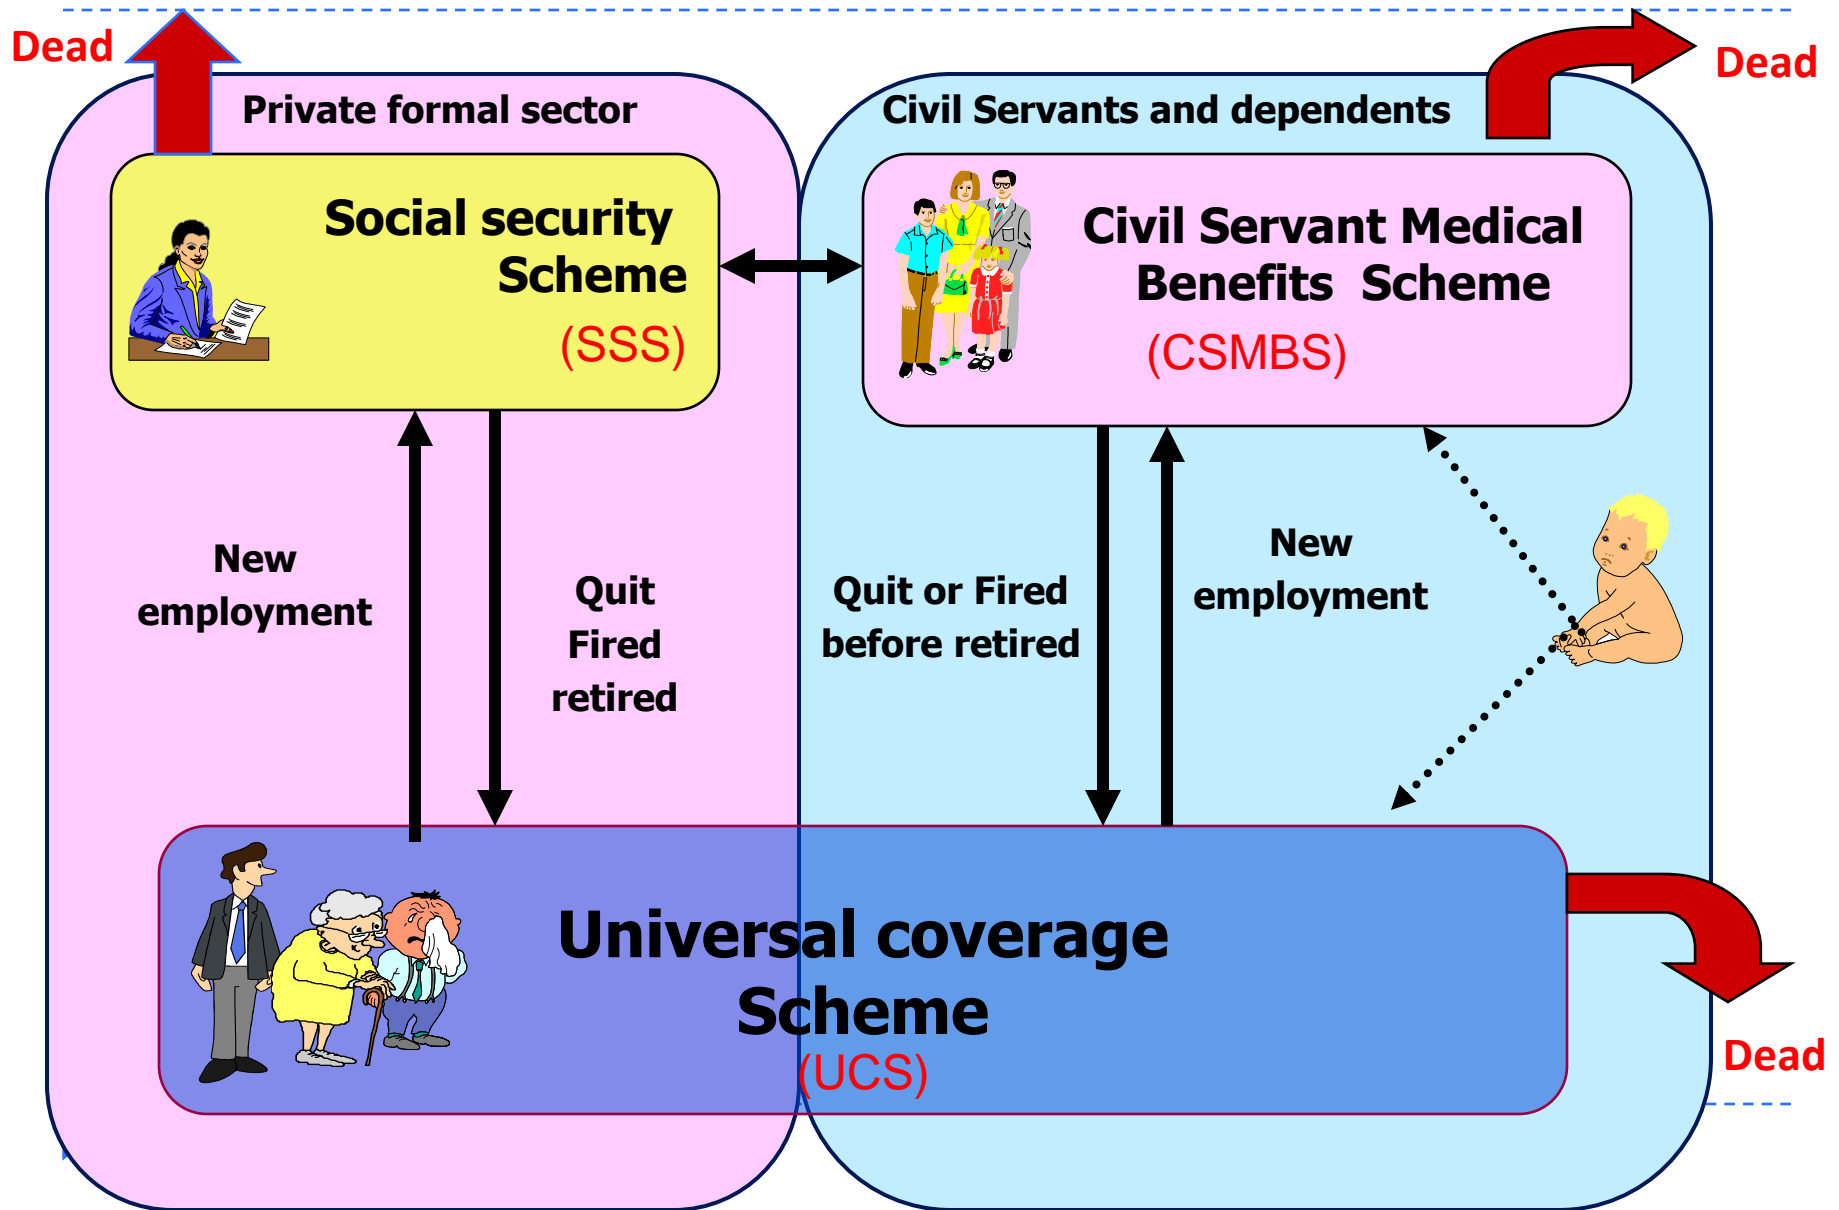 Dead
Dead
Private formal sector
Civil Servants and dependents
Social security
Scheme
(SSS)
Civil Servant Medical
Benefits Scheme
(CSMBS)
New
employment
Quit
Fired
retired
Quit or Fired
before retired
New
employment
Universal coverage
Scheme
(UCS)
Dead